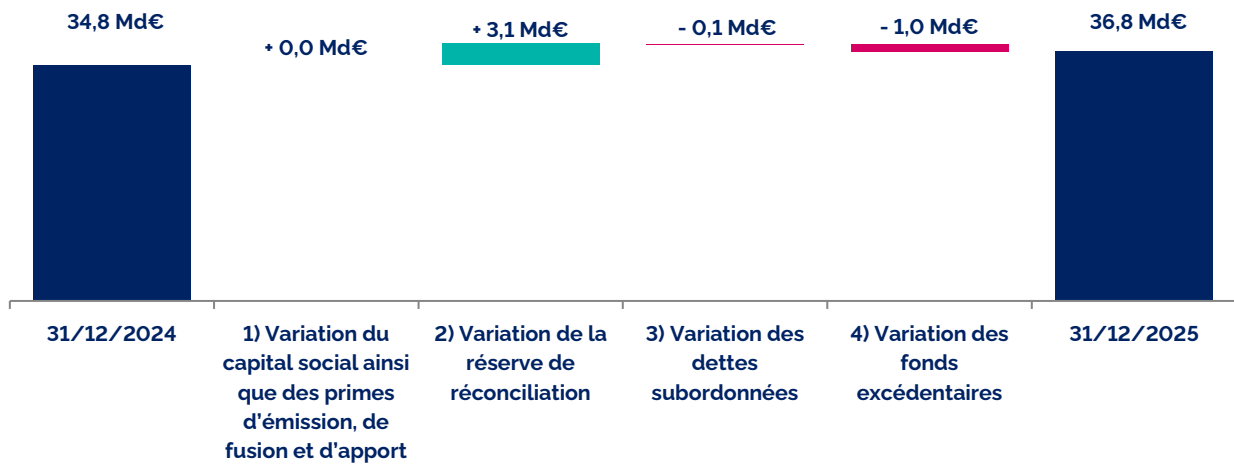 34,8 Md€
+ 0,0 Md€
+ 3,1 Md€
- 0,1 Md€
- 1,0 Md€
36,8 Md€
31/12/2024
1) Variation du
capital social ainsi
que des primes
d'émission, de
fusion et d'apport
2) Variation de la
réserve de
réconciliation
3) Variation des
dettes
subordonnées
4) Variation des
fonds
excédentaires
31/12/2025